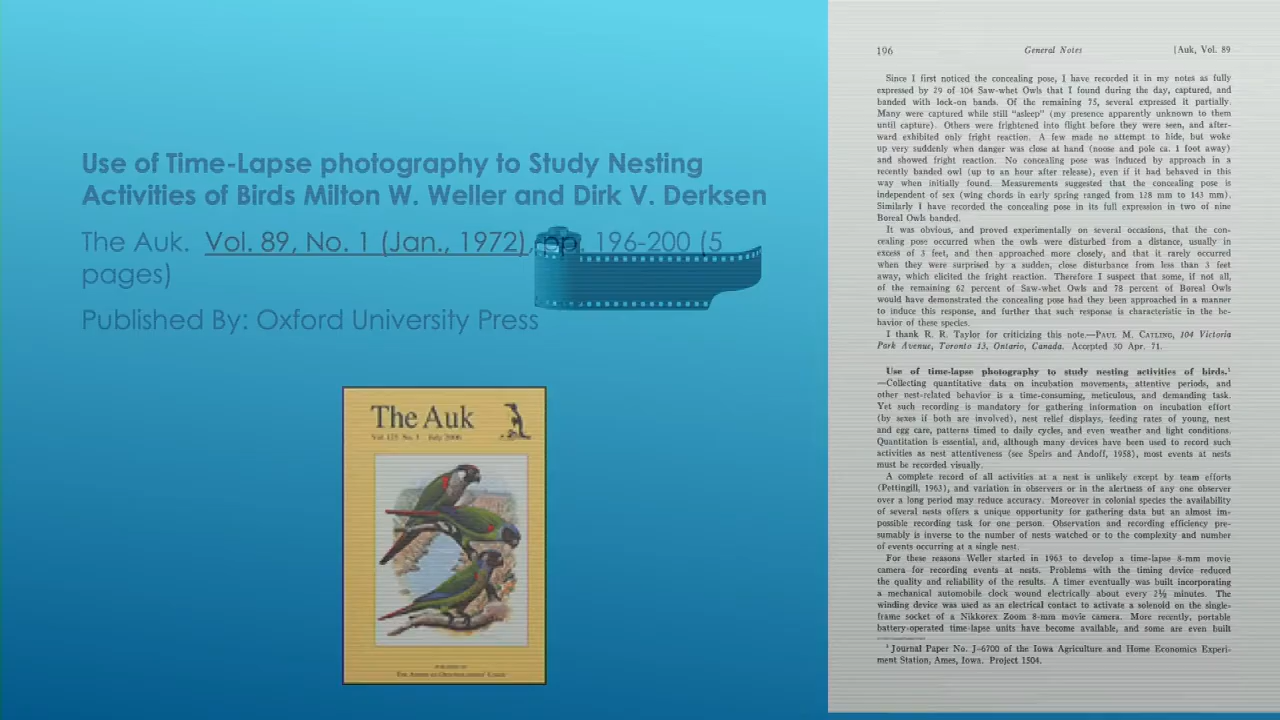 Use of Time-Lapse photography to Study Nesting
Activities of Birds Milton W. Weller and Dirk V. Derksen
The Auk. Vol. 89, No. 1 (Jan., 1972), pp. 196-200 (5
pages)
Published By: Oxford University Press
The Auk
Vol. 123 No. 3 July 2006
PUBLISHED BY
THE AMERICAN ORNITHOLOGISTS' UNION
196 General Notes [Auk, Vol. 89
Since I first noticed the concealing pose, I have recorded it in my notes as fully
expressed by 29 of 104 Saw-whet Owls that I found during the day, captured, and
banded with lock-on bands. Of the remaining 75, several expressed it partially.
Many were captured while still "asleep" (my presence apparently unknown to them
until capture). Others were frightened into flight before they were seen, and after-
ward exhibited only fright reaction. A few made no attempt to hide, but woke
up very suddenly when danger was close at hand (noose and pole ca. 1 foot away)
and showed fright reaction. No concealing pose was induced by approach in a
recently banded owl (up to an hour after release), even if it had behaved in this
way when initially found. Measurements suggested that the concealing pose is
independent of sex (wing chords in early spring ranged from 128 mm to 143 mm).
Similarly I have recorded the concealing pose in its full expression in two of nine
Boreal Owls banded.
It was obvious, and proved experimentally on several occasions, that the con-
cealing pose occurred when the owls were disturbed from a distance, usually in
excess of 3 feet, and then approached more closely, and that it rarely occurred
when they were surprised by a sudden, close disturbance from less than 3 feet
away, which elicited the fright reaction. Therefore I suspect that some, if not all,
of the remaining 62 percent of Saw-whet Owls and 78 percent of Boreal Owls
would have demonstrated the concealing pose had they been approached in a manner
to induce this response, and further that such response is characteristic in the be-
havior of these species.
I thank R. R. Taylor for criticizing this note.—PAUL M. CATLING, 104 Victoria
Park Avenue, Toronto 13, Ontario, Canada. Accepted 30 Apr. 71.
Use of time-lapse photography to study nesting activities of birds.¹
—Collecting quantitative data on incubation movements, attentive periods, and
other nest-related behavior is a time-consuming, meticulous, and demanding task.
Yet such recording is mandatory for gathering information on incubation effort
(by sexes if both are involved), nest relief displays, feeding rates of young, nest
and egg care, patterns timed to daily cycles, and even weather and light conditions.
Quantitation is essential, and, although many devices have been used to record such
activities as nest attentiveness (see Speirs and Andoff, 1958), most events at nests
must be recorded visually.
A complete record of all activities at a nest is unlikely except by team efforts
(Pettingill, 1963), and variation in observers or in the alertness of any one observer
over a long period may reduce accuracy. Moreover in colonial species the availability
of several nests offers a unique opportunity for gathering data but an almost im-
possible recording task for one person. Observation and recording efficiency pre-
sumably is inverse to the number of nests watched or to the complexity and number
of events occurring at a single nest.
For these reasons Weller started in 1963 to develop a time-lapse 8-mm movie
camera for recording events at nests. Problems with the timing device reduced
the quality and reliability of the results. A timer eventually was built incorporating
a mechanical automobile clock wound electrically about every 2½ minutes. The
winding device was used as an electrical contact to activate a solenoid on the single-
frame socket of a Nikkorex Zoom 8-mm movie camera. More recently, portable
battery-operated time-lapse units have become available, and some are even built
¹ Journal Paper No. J-6700 of the Iowa Agriculture and Home Economics Experi-
ment Station, Ames, Iowa. Project 1504.